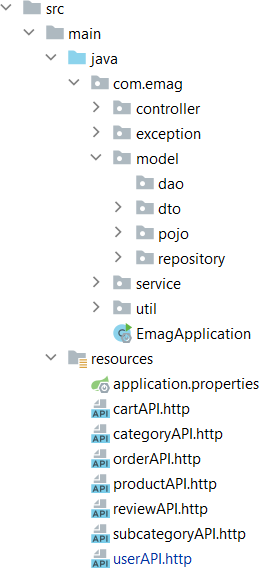 src
main
java
com.emag
controller
exception
model
dao
dto
pojo
repository
service
util
EmagApplication
resources
application.properties
API cartAPI.http
API categoryAPI.http
API orderAPI.http
API productAPI.http
API reviewAPI.http
API subcategoryAPI.http
API userAPI.http